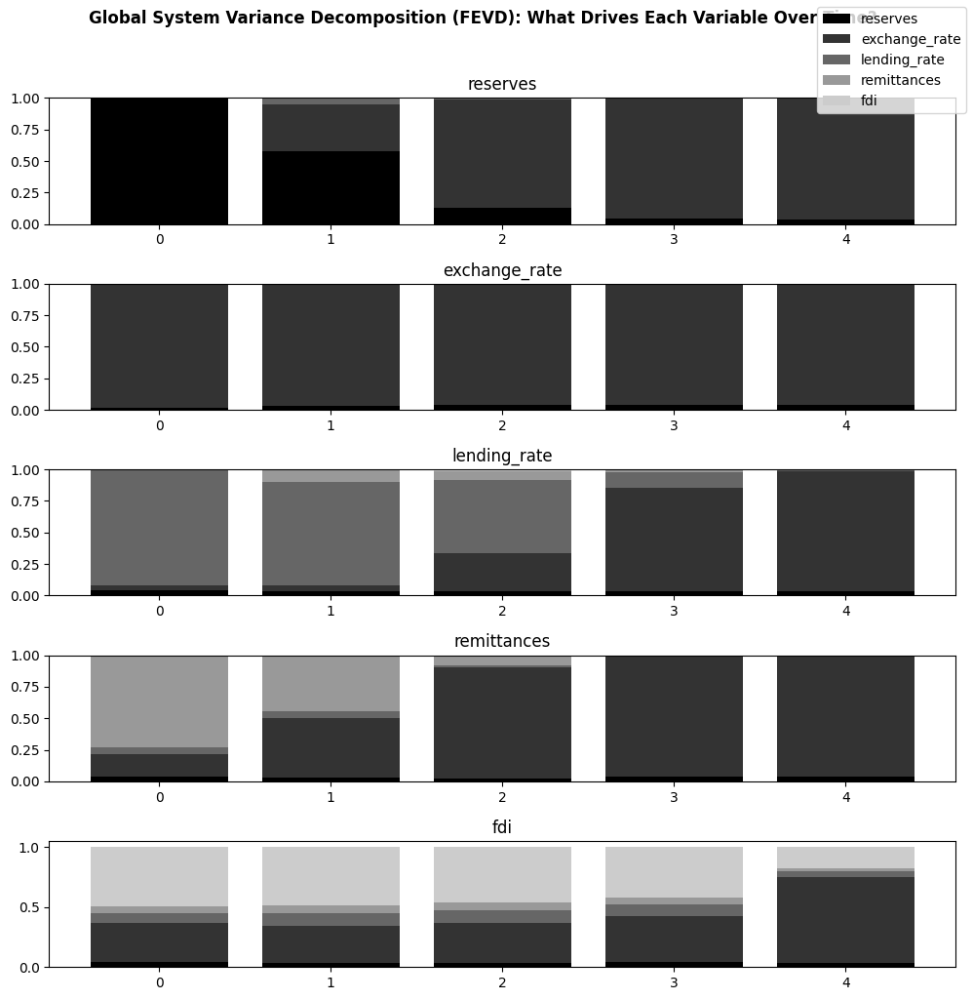 Global System Variance Decomposition (FEVD): What Drives Each Variable Over Time?
reserves
exchange_rate
lending_rate
remittances
fdi
reserves
1.00
0.75
0.50
0.25
0.00
0 1 2 3 4
exchange_rate
1.00
0.75
0.50
0.25
0.00
0 1 2 3 4
lending_rate
1.00
0.75
0.50
0.25
0.00
0 1 2 3 4
remittances
1.00
0.75
0.50
0.25
0.00
0 1 2 3 4
fdi
1.0
0.5
0.0
0 1 2 3 4